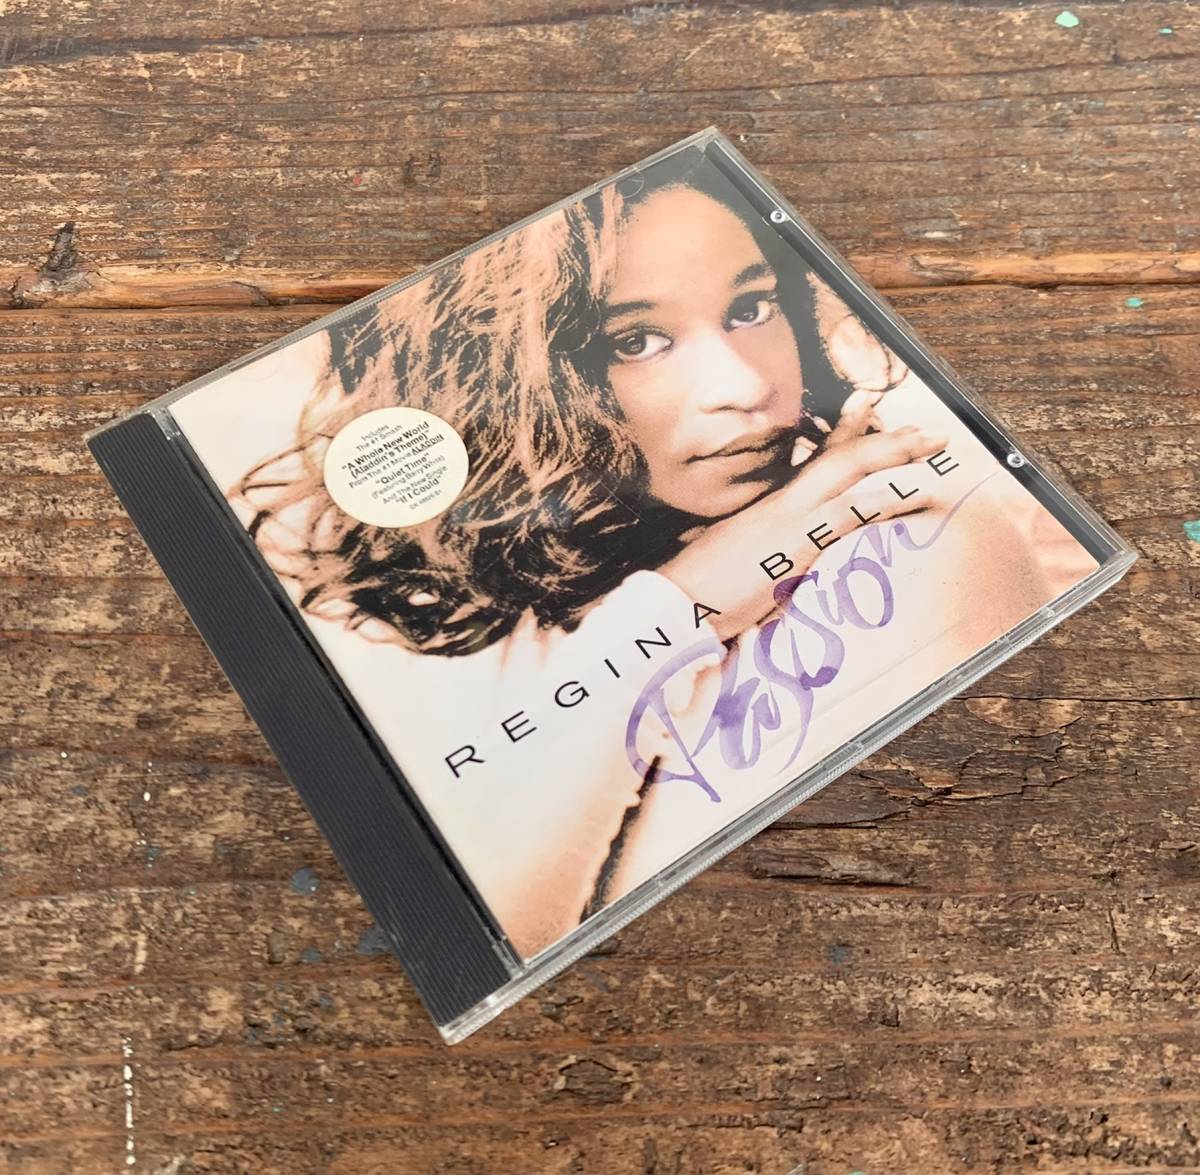 Includes
The #1 Smash
"A Whole New World
(Aladdin's Theme)"
From The #1 Movie ALADDIN
"Quiet Time"
(Featuring Barry White)
And The New Single
"If I Could"
REGINA BELLE
Passion